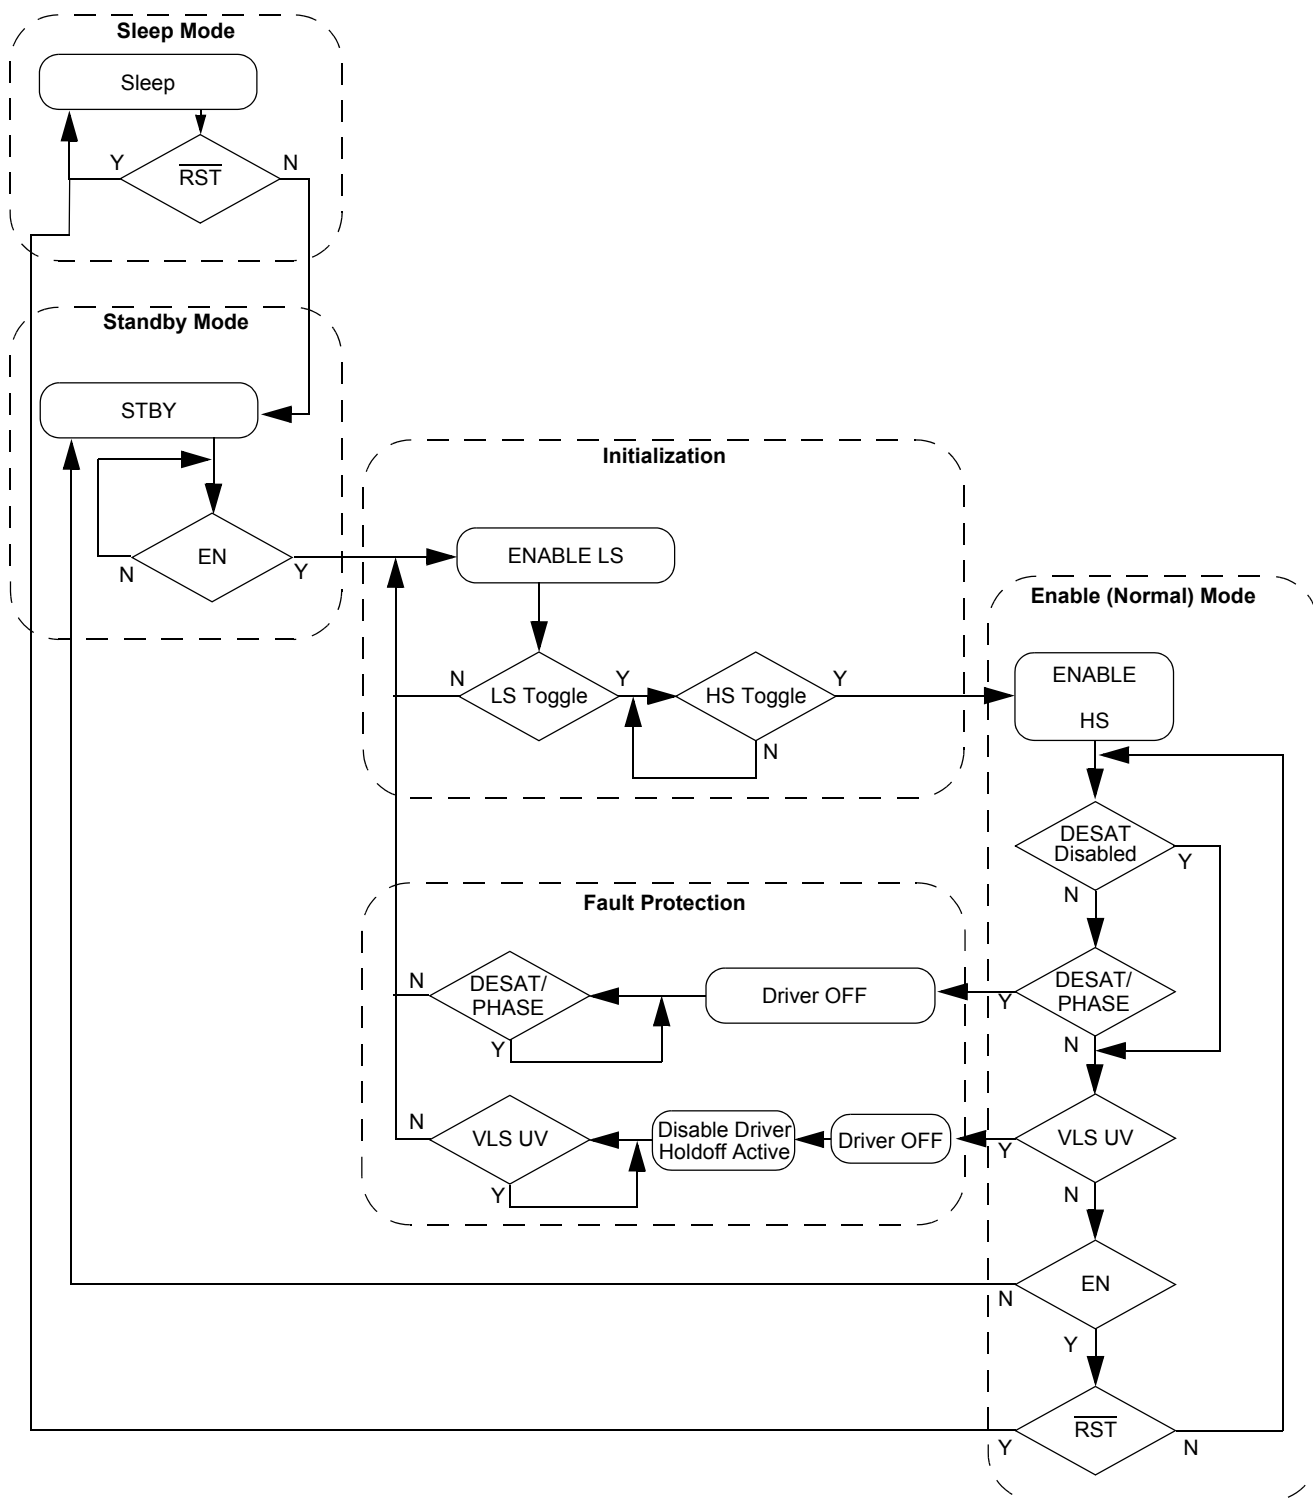 Sleep Mode
Sleep
Y
RST
N
Standby Mode
STBY
EN
N
Y
Initialization
ENABLE LS
N
LS Toggle
Y
HS Toggle
Y
N
Enable (Normal) Mode
ENABLE
HS
DESAT
Disabled
Y
N
DESAT/
PHASE
Y
N
Fault Protection
N
DESAT/
PHASE
Y
Driver OFF
N
VLS UV
Y
Disable Driver
Holdoff Active
Driver OFF
VLS UV
Y
N
EN
N
Y
RST
Y
N